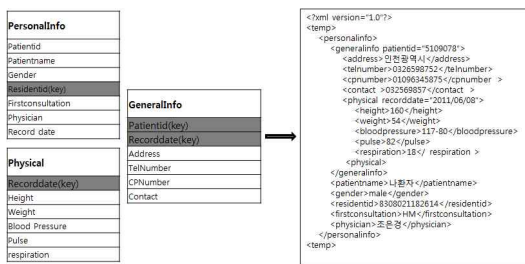 PersonalInfo
Patientid
Patientname
Gender
Residentid(key)
Firstconsultation
Physician
Record date
Physical
Recorddate(key)
Height
Weight
Blood Pressure
Pulse
respiration
GeneralInfo
Patientid(key)
Recorddate(key)
Address
TelNumber
CPNumber
Contact
<?xml version="1.0"?>
<temp>
<personalinfo>
<generalinfo patientid="5109078">
<address>인천광역시</address>
<telnumber>0326598752</telnumber>
<cpnumber>01096345875</cpnumber >
<contact >032569857</contact >
<physical recorddate="2011/06/08">
<height>160</height>
<weight>54</weight>
<bloodpressure>117-80</bloodpressure>
<pulse>82</pulse>
<respiration>18</ respiration >
<physical>
</generalinfo>
<patientname>나환자</patientname>
<gender>male</gender>
<residentid>8308021182614</residentid>
<firstconsultation>HM</firstconsultation>
<physician>조은경</physician>
</personalinfo>
<temp>